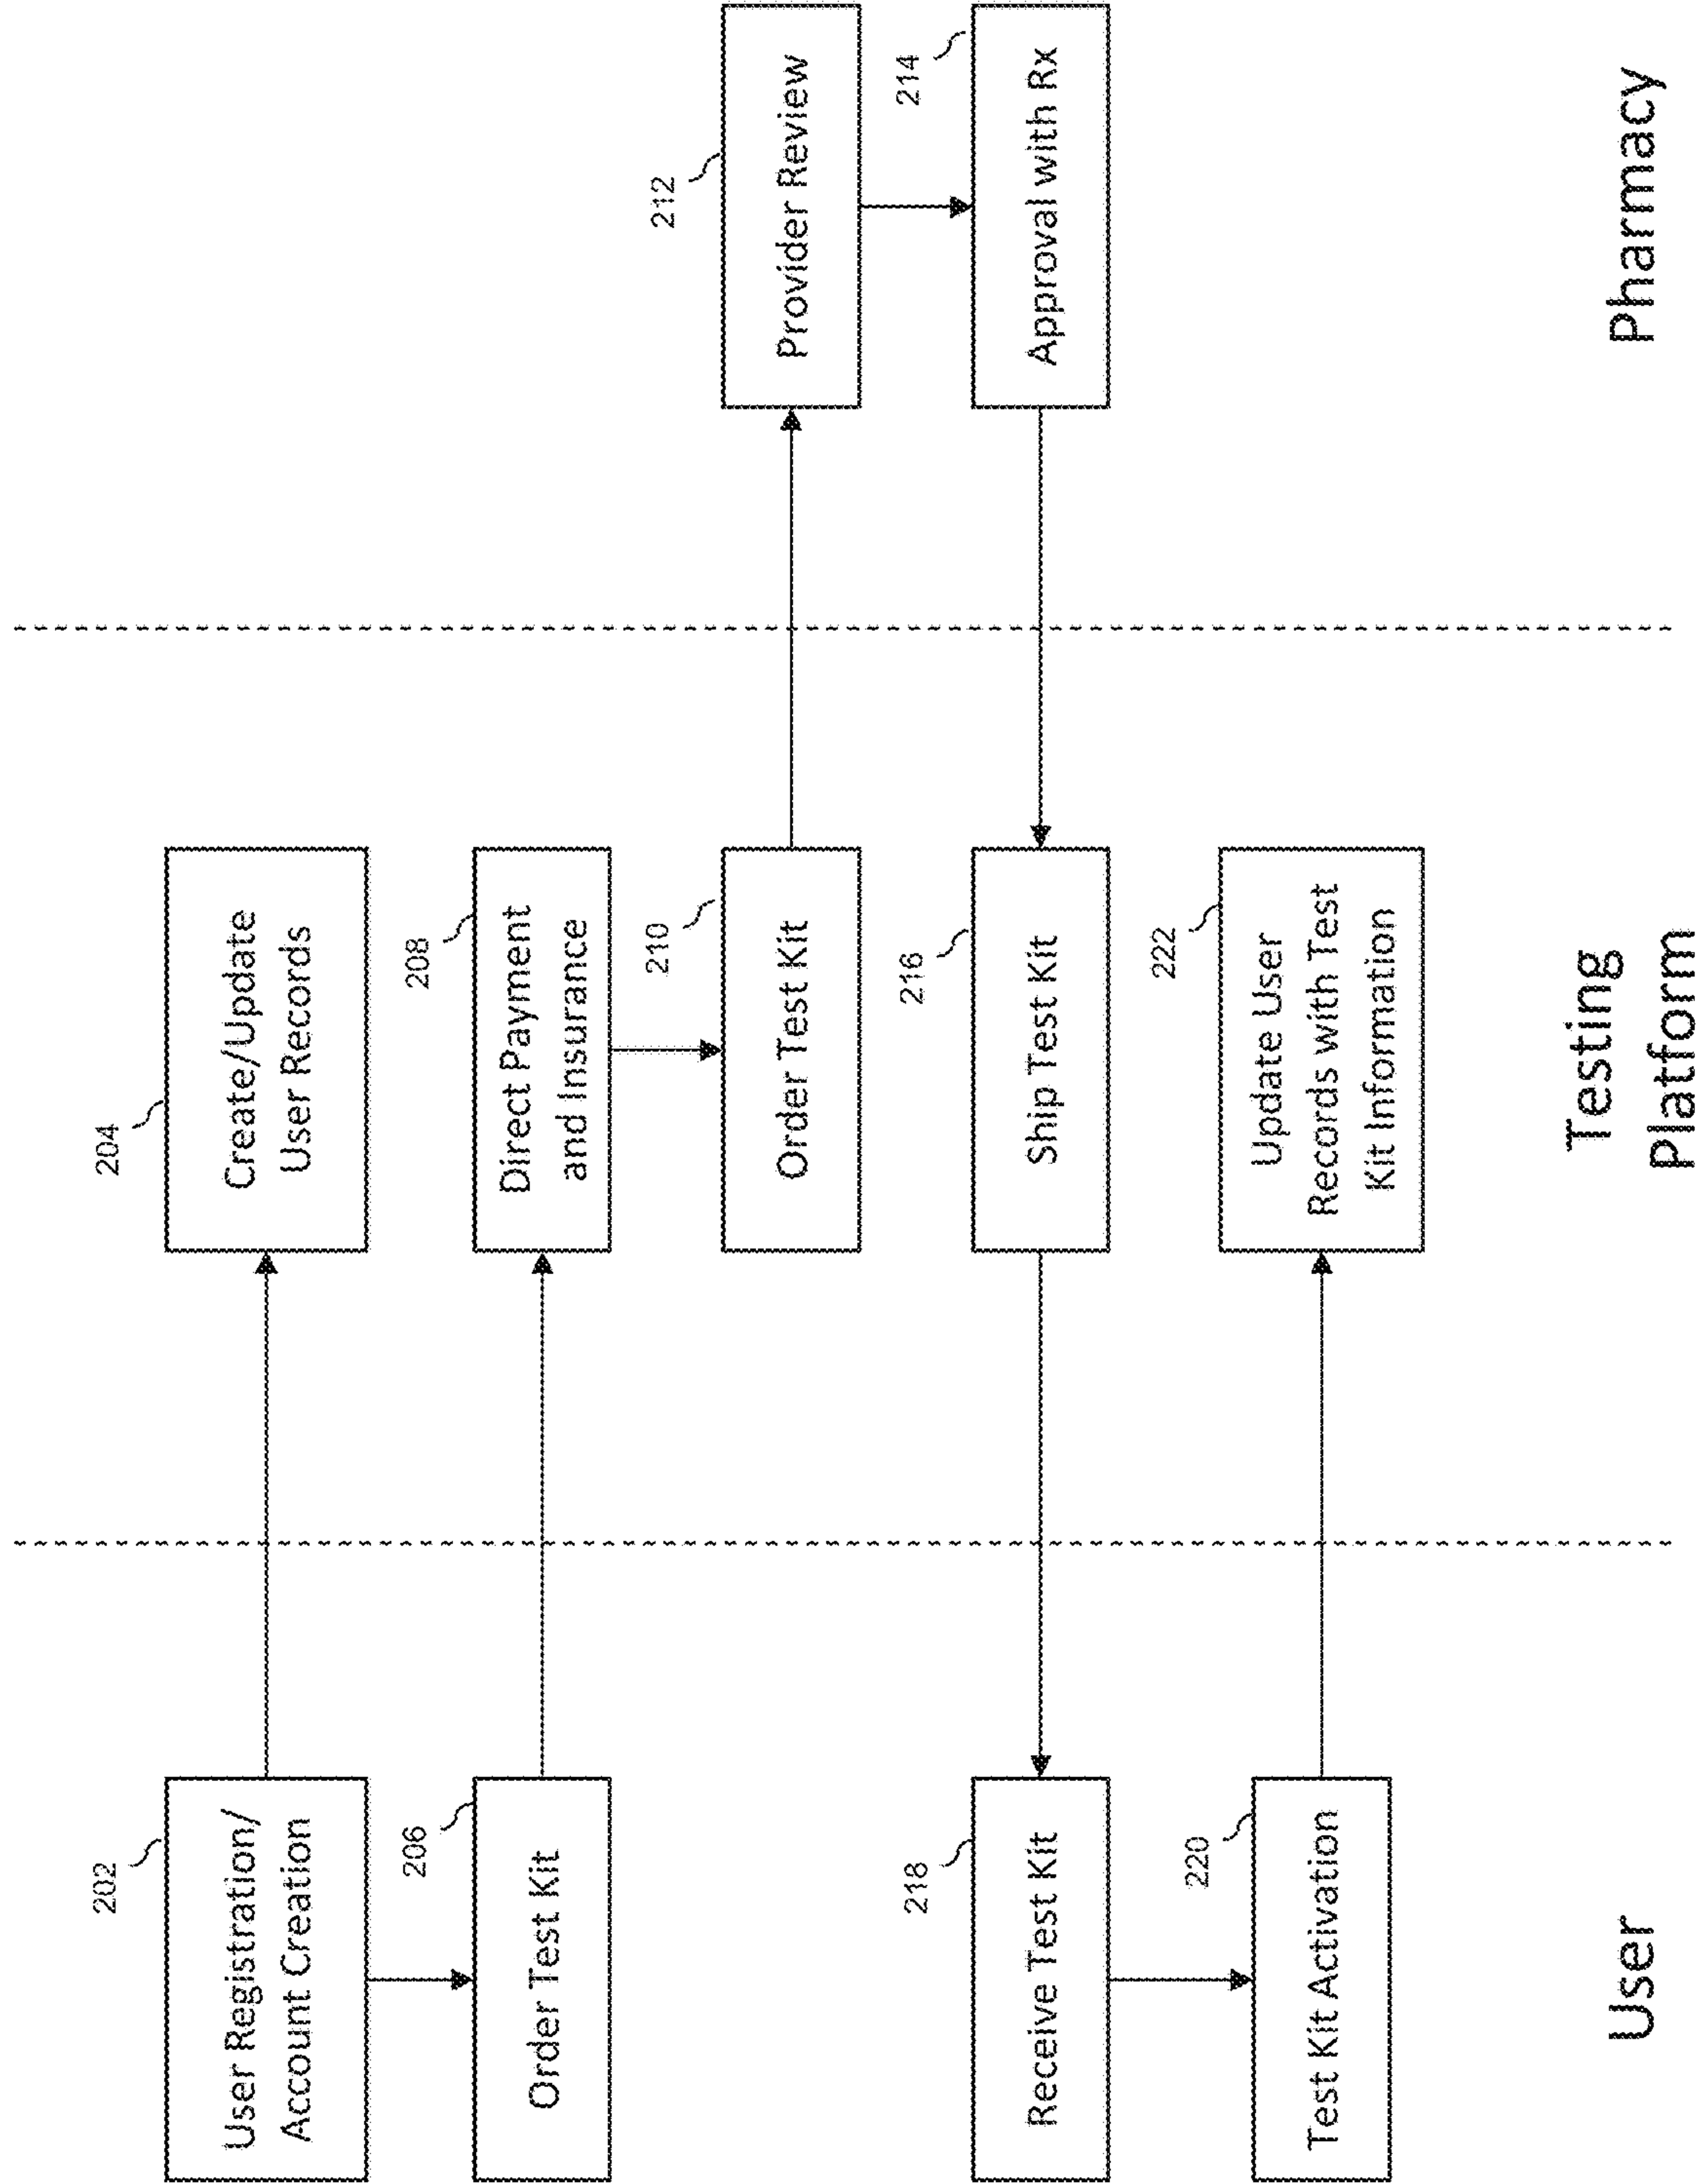 202
User Registration/
Account Creation
204
Create/Update
User Records
206
Order Test Kit
208
Direct Payment
and Insurance
210
Order Test Kit
212
Provider Review
214
Approval with Rx
216
Ship Test Kit
218
Receive Test Kit
220
Test Kit Activation
222
Update User
Records with Test
Kit Information
User
Testing
Platform
Pharmacy